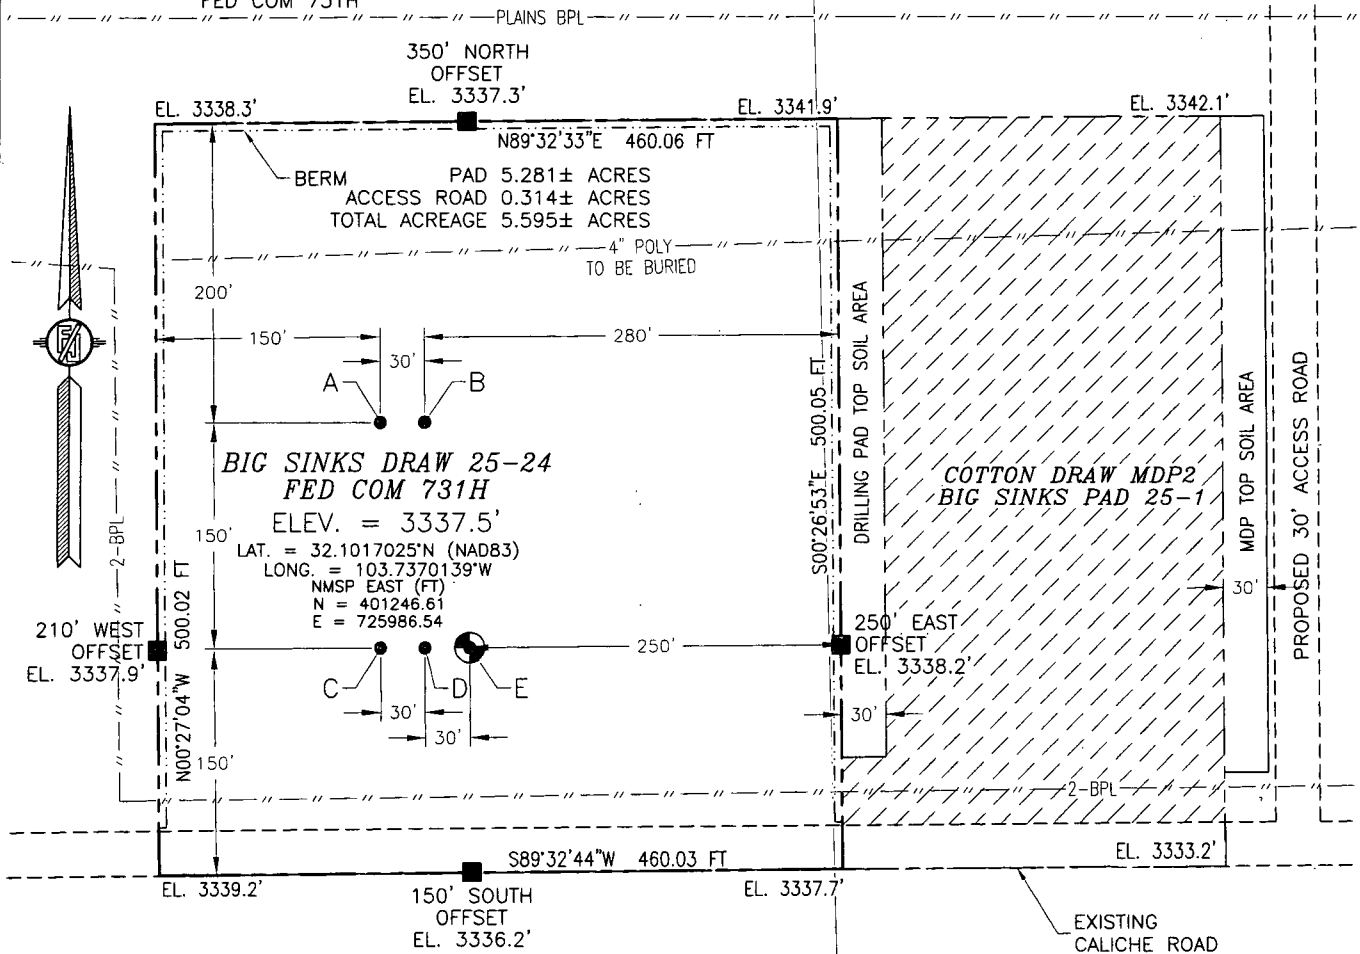 FED COM 731H
PLAINS BPL
350' NORTH
OFFSET
EL. 3337.3'
EL. 3338.3'
EL. 3341.9'
EL. 3342.1'
N89°32'33"E 460.06 FT
BERM
PAD 5.281± ACRES
ACCESS ROAD 0.314± ACRES
TOTAL ACREAGE 5.595± ACRES
4" POLY
TO BE BURIED
200'
150'
280'
30'
A
B
BIG SINKS DRAW 25-24
FED COM 731H
ELEV. = 3337.5'
LAT. = 32.1017025°N (NAD83)
LONG. = 103.7370139°W
NMSP EAST (FT)
N = 401246.61
E = 725986.54
150'
2-BPL
N00°27'04"W 500.02 FT
210' WEST
OFFSET
EL. 3337.9'
C
D
E
250'
30'
30'
150'
S00°26'53"E 500.05 FT
DRILLING PAD TOP SOIL AREA
COTTON DRAW MDP2
BIG SINKS PAD 25-1
MDP TOP SOIL AREA
PROPOSED 30' ACCESS ROAD
30'
250' EAST
OFFSET
EL. 3338.2'
30'
2-BPL
S89°32'44"W 460.03 FT
EL. 3333.2'
EL. 3339.2'
EL. 3337.7'
150' SOUTH
OFFSET
EL. 3336.2'
EXISTING
CALICHE ROAD